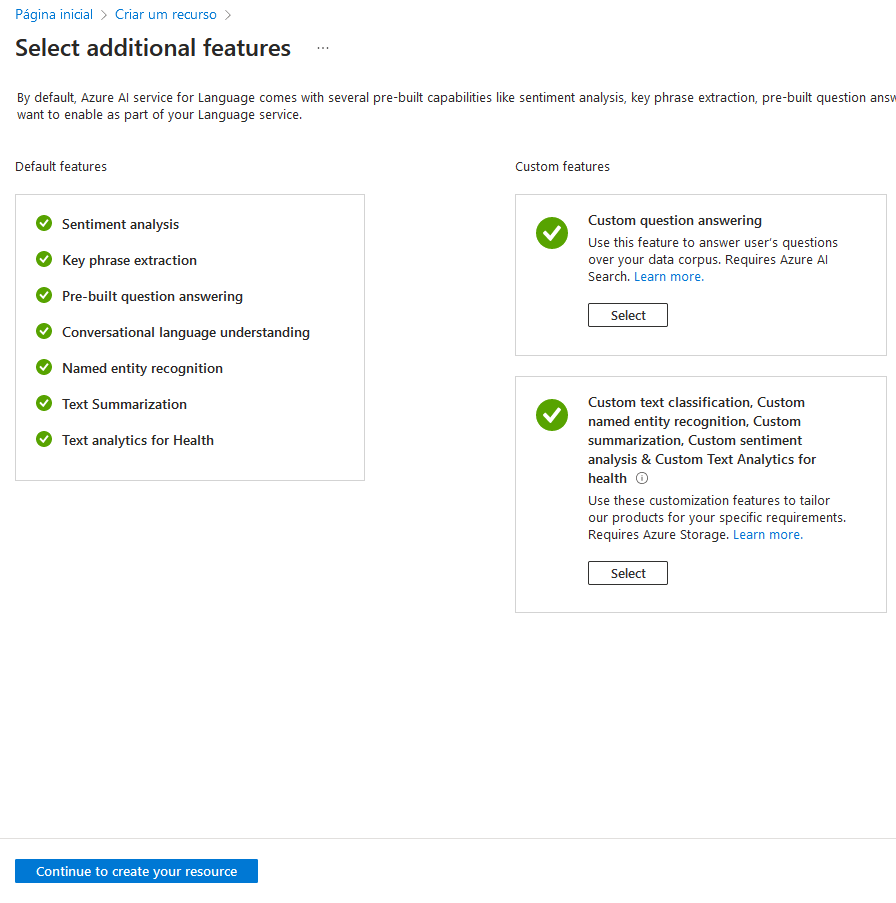 Página inicial > Criar um recurso >
Select additional features ...
By default, Azure AI service for Language comes with several pre-built capabilities like sentiment analysis, key phrase extraction, pre-built question
want to enable as part of your Language service.
Default features
Sentiment analysis
Key phrase extraction
Pre-built question answering
Conversational language understanding
Named entity recognition
Text Summarization
Text analytics for Health
Custom features
Custom question answering
Use this feature to answer user's questions
over your data corpus. Requires Azure AI
Search. Learn more.
Select
Custom text classification, Custom
named entity recognition, Custom
summarization, Custom sentiment
analysis & Custom Text Analytics for
health
Use these customization features to tailor
our products for your specific requirements.
Requires Azure Storage. Learn more.
Select
Continue to create your resource